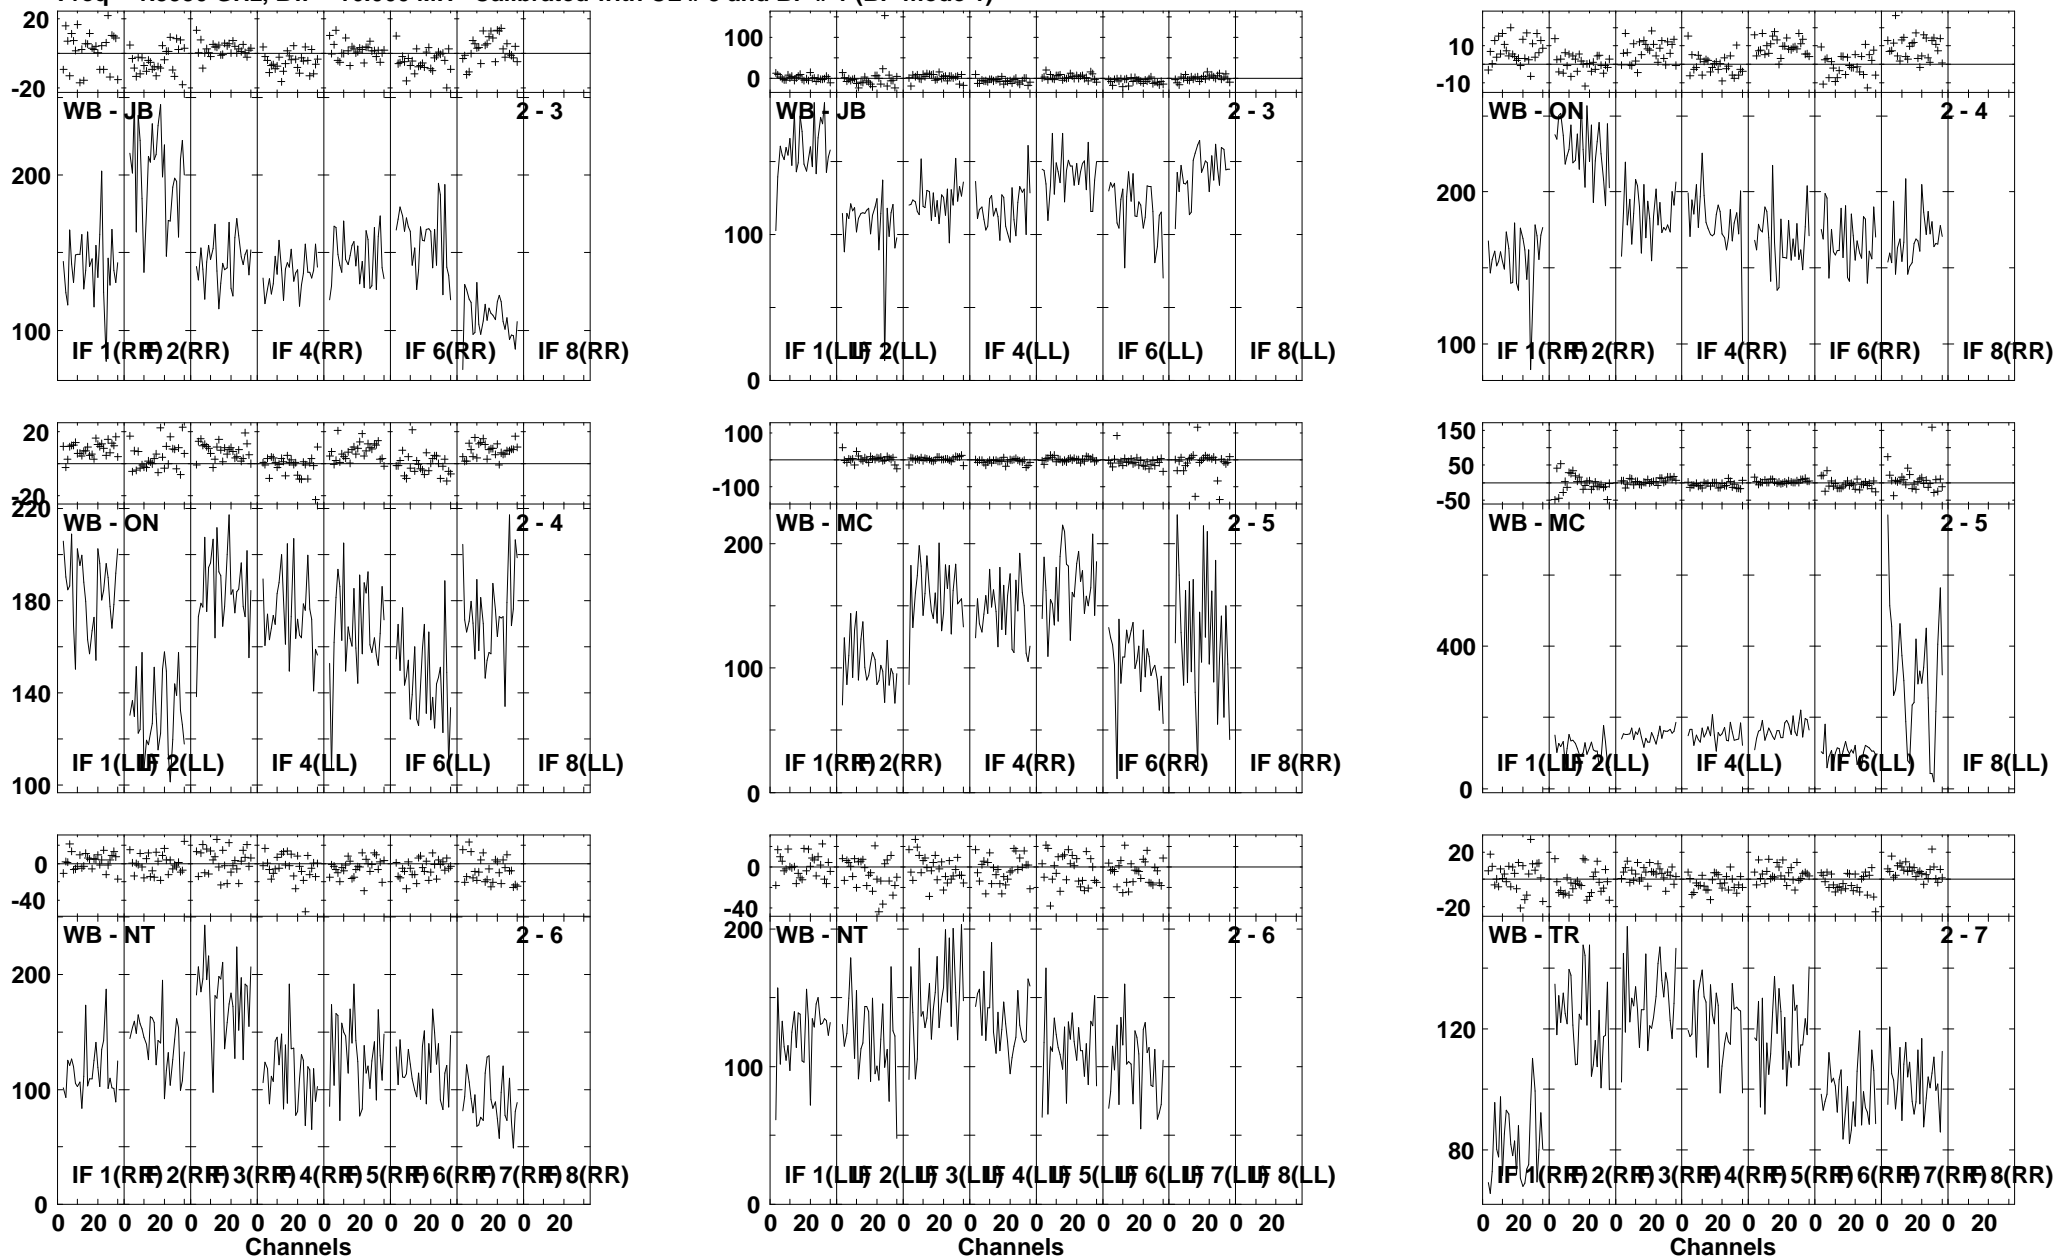 20
0
-20
WB - JB 2 - 3
200
100
IF 1(RR) IF 2(RR) IF 4(RR) IF 6(RR) IF 8(RR)
100
0
WB - JB 2 - 3
100
0
IF 1(LL) IF 2(LL) IF 4(LL) IF 6(LL) IF 8(LL)
10
-10
WB - ON 2 - 4
200
100
IF 1(RR) IF 2(RR) IF 4(RR) IF 6(RR) IF 8(RR)
20
-20
220
WB - ON 2 - 4
180
140
100
IF 1(LL) IF 2(LL) IF 4(LL) IF 6(LL) IF 8(LL)
100
-100
WB - MC 2 - 5
200
100
0
IF 1(RR) IF 2(RR) IF 4(RR) IF 6(RR) IF 8(RR)
150
50
-50
WB - MC 2 - 5
400
0
IF 1(LL) IF 2(LL) IF 4(LL) IF 6(LL) IF 8(LL)
0
-40
WB - NT 2 - 6
200
100
0
IF 1(RR) IF 2(RR) IF 3(RR) IF 4(RR) IF 5(RR) IF 6(RR) IF 7(RR) IF 8(RR)
0 20 0 20 0 20 0 20 0 20 0 20 0 20 0 20
Channels
0
-40
200
WB - NT 2 - 6
100
0
IF 1(LL) IF 2(LL) IF 3(LL) IF 4(LL) IF 5(LL) IF 6(LL) IF 7(LL) IF 8(LL)
0 20 0 20 0 20 0 20 0 20 0 20 0 20 0 20
Channels
20
-20
WB - TR 2 - 7
120
80
IF 1(RR) IF 2(RR) IF 3(RR) IF 4(RR) IF 5(RR) IF 6(RR) IF 7(RR) IF 8(RR)
0 20 0 20 0 20 0 20 0 20 0 20 0 20 0 20
Channels